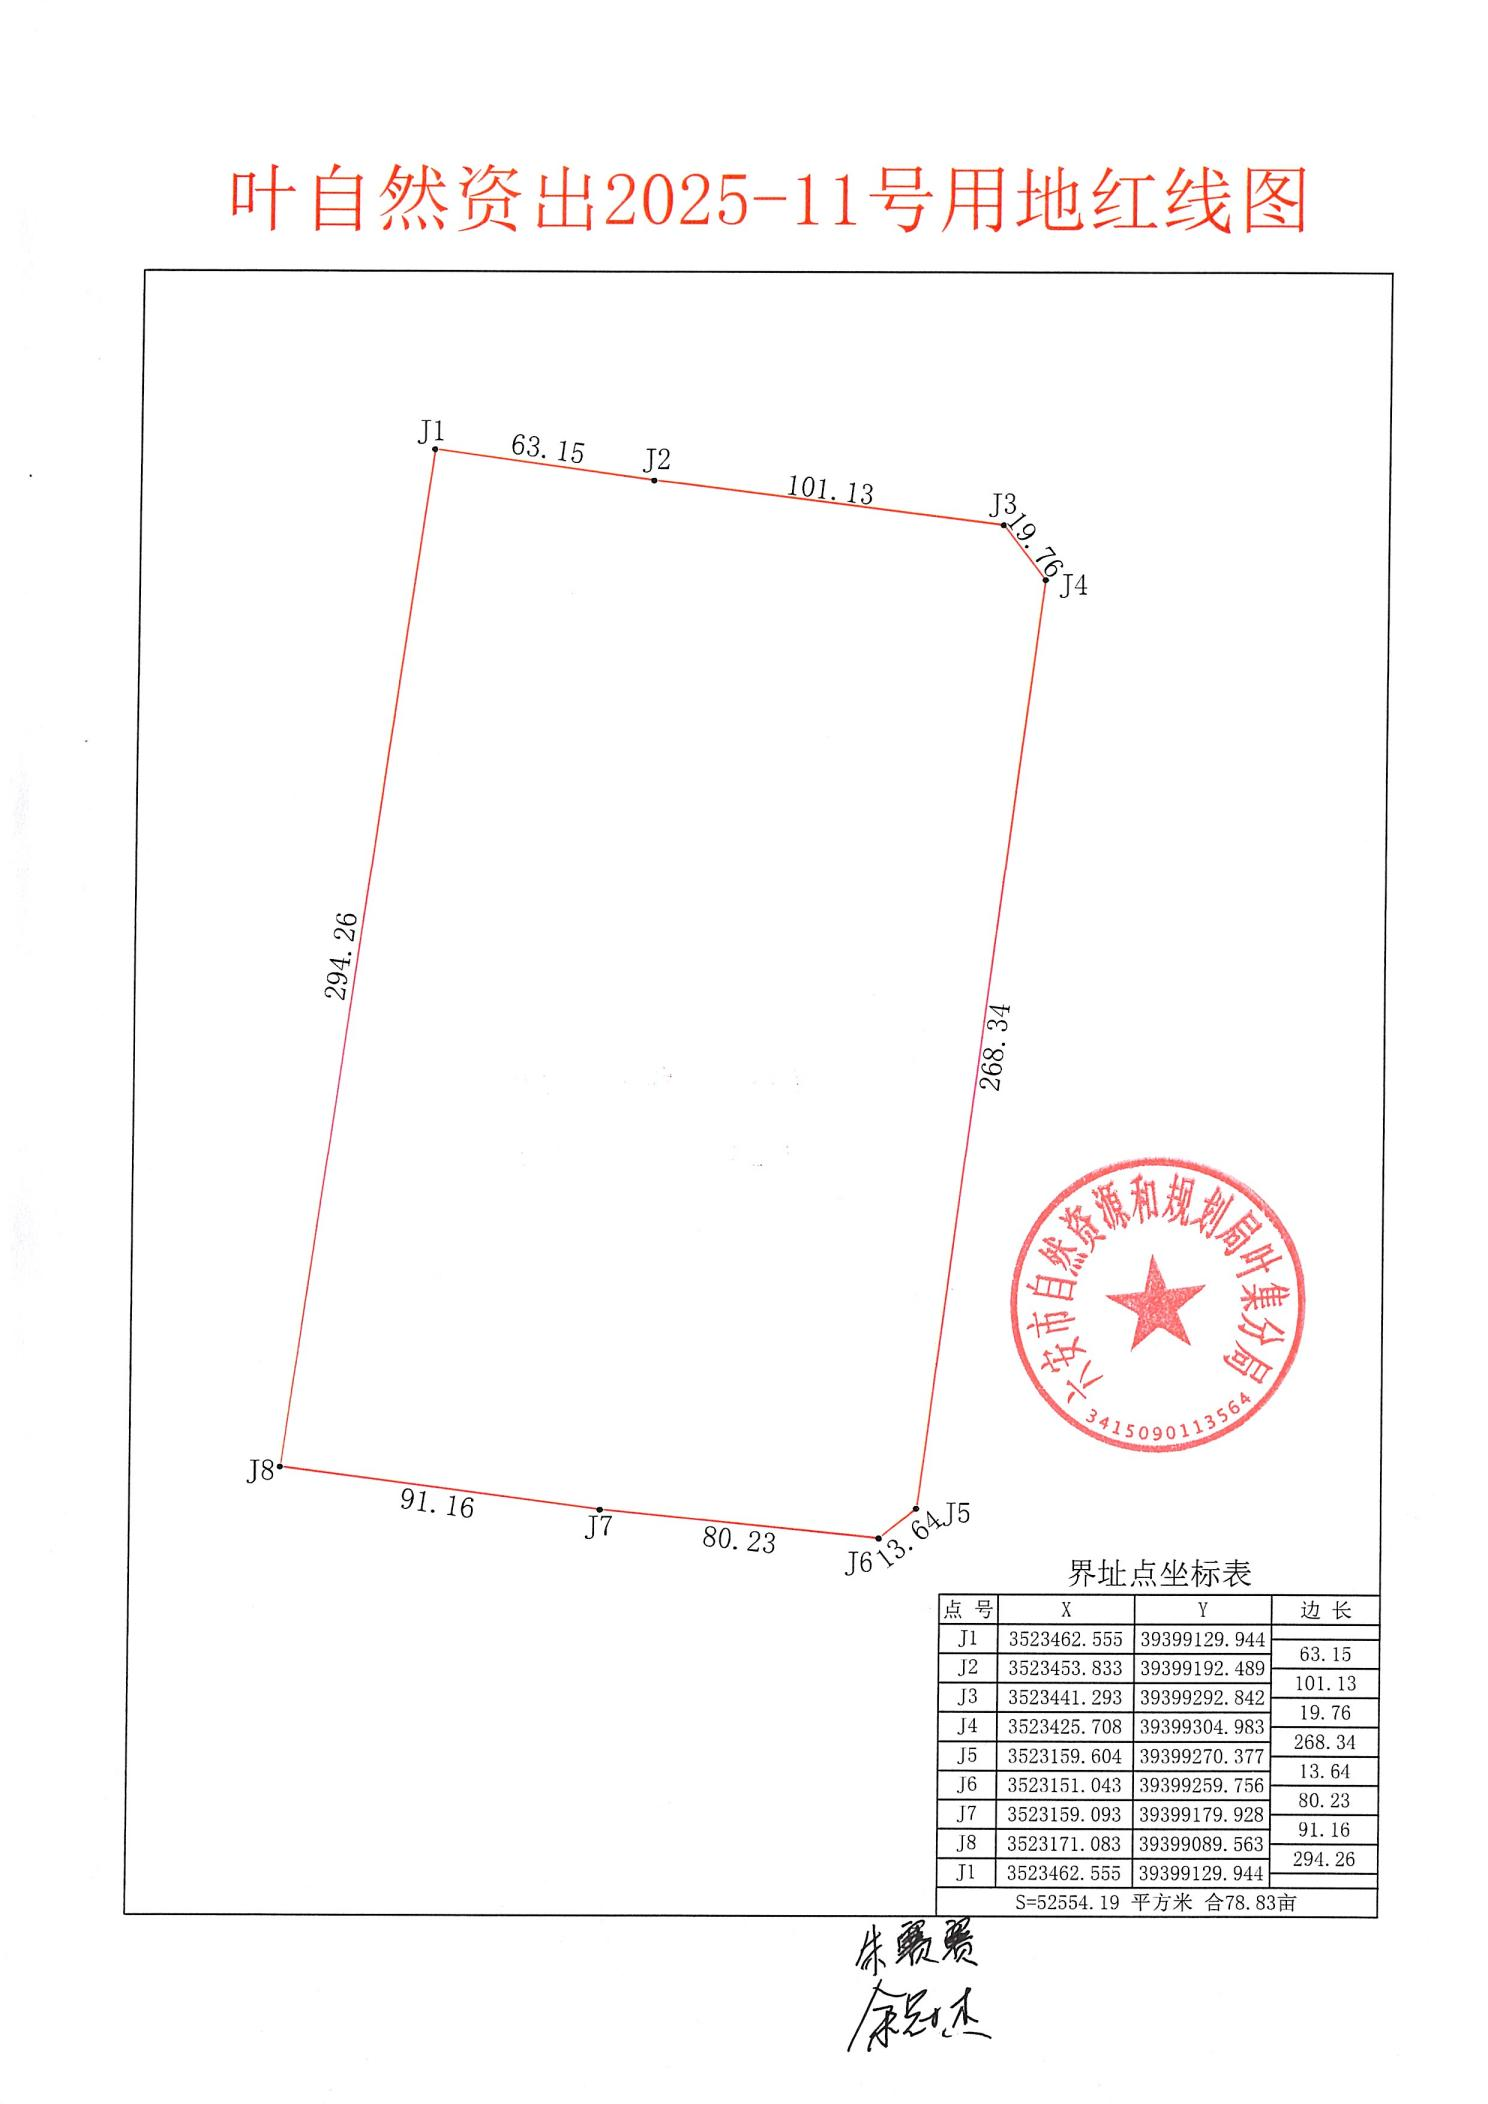 叶自然资出2025-11号用地红线图
J1
63.15
J2
101.13
J3
19.76
J4
294.26
268.34
六安市自然资源和规划局叶集分局
3415090113564
J8
91.16
J7
80.23
J6
13.64
J5
界址点坐标表
点 号 X Y 边 长
J1 3523462.555 39399129.944
63.15
J2 3523453.833 39399192.489
101.13
J3 3523441.293 39399292.842
19.76
J4 3523425.708 39399304.983
268.34
J5 3523159.604 39399270.377
13.64
J6 3523151.043 39399259.756
80.23
J7 3523159.093 39399179.928
91.16
J8 3523171.083 39399089.563
294.26
J1 3523462.555 39399129.944
S=52554.19 平方米 合78.83亩
朱赛赛
余冠杰